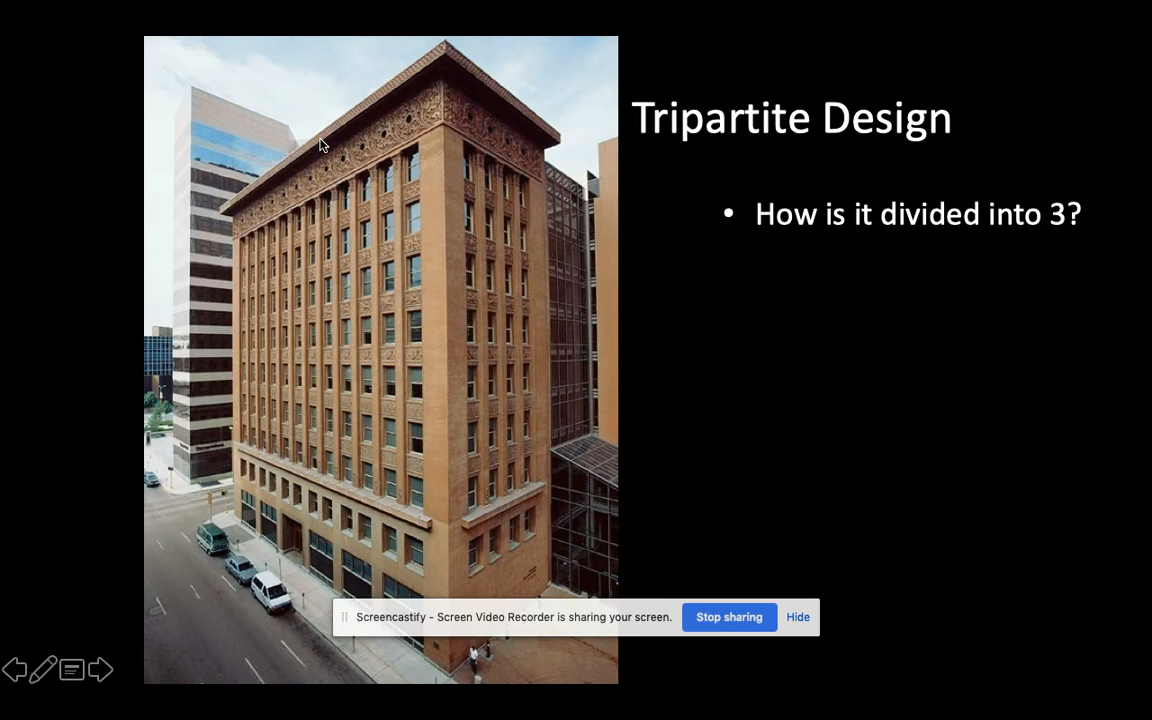 Tripartite Design
• How is it divided into 3?
Screencastify - Screen Video Recorder is sharing your screen.
Stop sharing
Hide